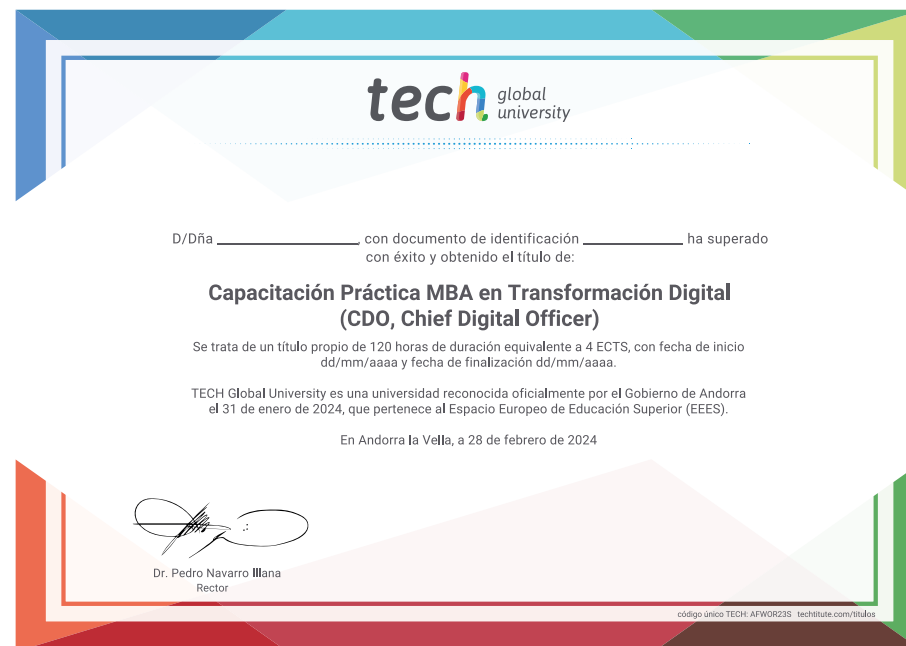 tech global university
D/Dña ________________, con documento de identificación ____________ ha superado
con éxito y obtenido el título de:
Capacitación Práctica MBA en Transformación Digital
(CDO, Chief Digital Officer)
Se trata de un título propio de 120 horas de duración equivalente a 4 ECTS, con fecha de inicio
dd/mm/aaaa y fecha de finalización dd/mm/aaaa.
TECH Global University es una universidad reconocida oficialmente por el Gobierno de Andorra
el 31 de enero de 2024, que pertenece al Espacio Europeo de Educación Superior (EEES).
En Andorra la Vella, a 28 de febrero de 2024
Dr. Pedro Navarro Illana
Rector
código único TECH: AFWOR23S techtitute.com/titulos